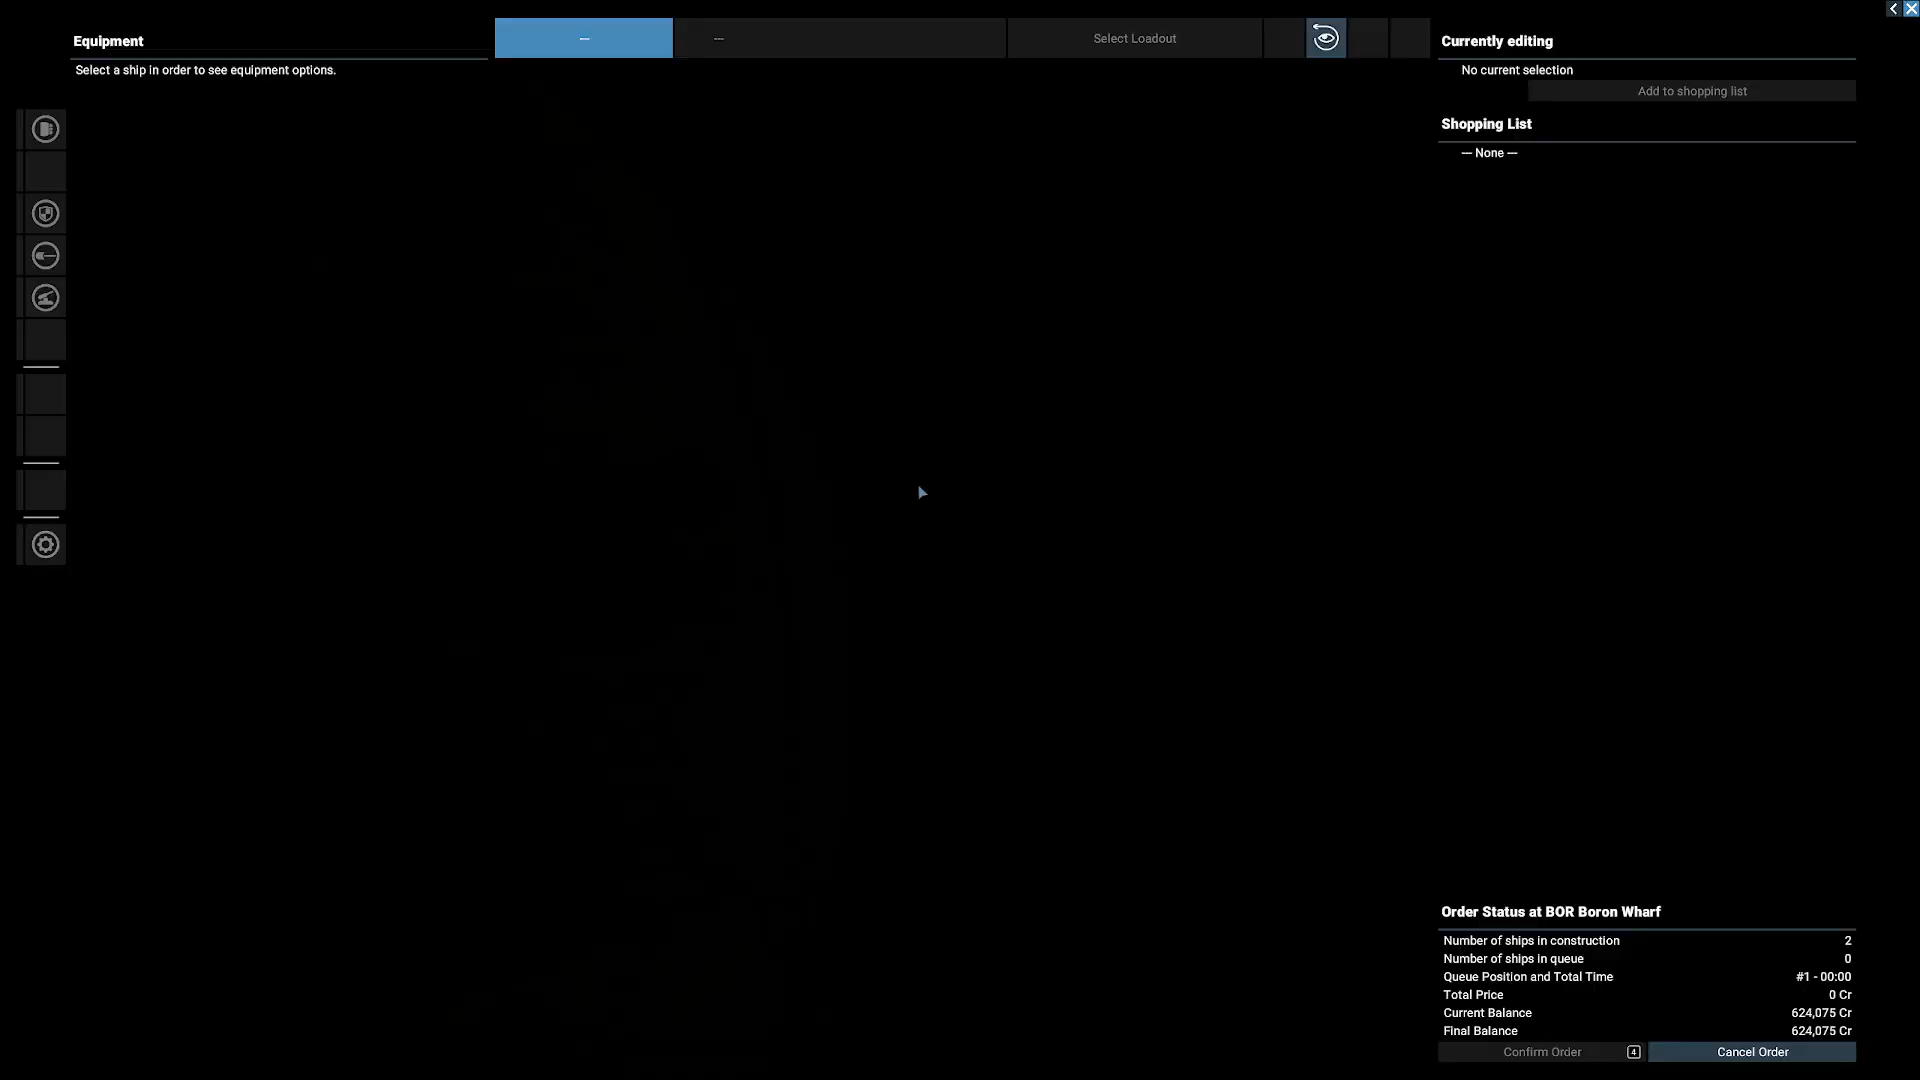 Equipment
Select a ship in order to see equipment options.
—
—
Select Loadout
Currently editing
No current selection
Add to shopping list
Shopping List
— None —
Order Status at BOR Boron Wharf
Number of ships in construction 2
Number of ships in queue 0
Queue Position and Total Time #1 - 00:00
Total Price 0 Cr
Current Balance 624,075 Cr
Final Balance 624,075 Cr
Confirm Order 4
Cancel Order